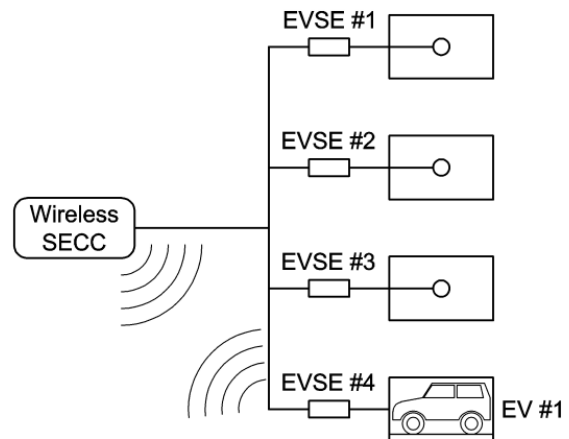 EVSE #1
EVSE #2
Wireless
SECC
EVSE #3
EVSE #4
EV #1